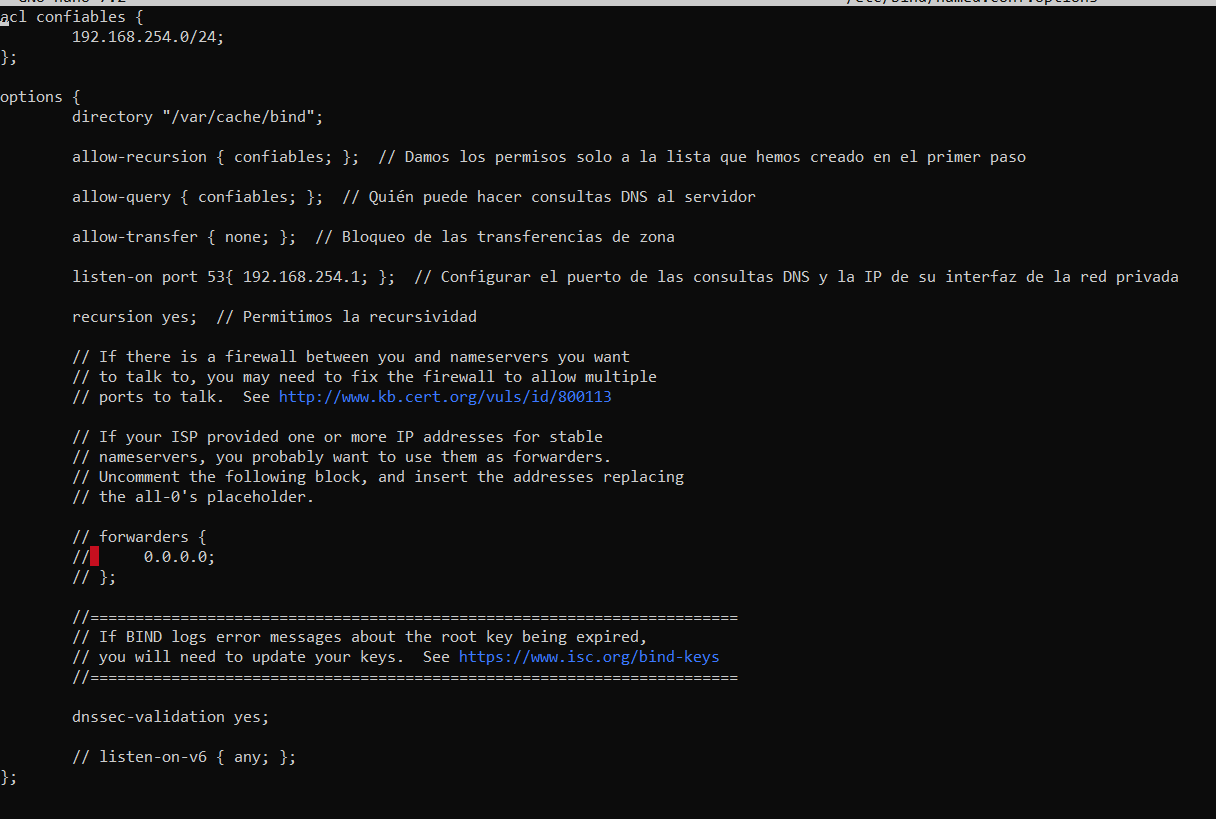 acl confiables {
        192.168.254.0/24;
};

options {
        directory "/var/cache/bind";

        allow-recursion { confiables; };  // Damos los permisos solo a la lista que hemos creado en el primer paso

        allow-query { confiables; };  // Quién puede hacer consultas DNS al servidor

        allow-transfer { none; };  // Bloqueo de las transferencias de zona

        listen-on port 53{ 192.168.254.1; };  // Configurar el puerto de las consultas DNS y la IP de su interfaz de la red privada

        recursion yes;  // Permitimos la recursividad

        // If there is a firewall between you and nameservers you want
        // to talk to, you may need to fix the firewall to allow multiple
        // ports to talk.  See http://www.kb.cert.org/vuls/id/800113

        // If your ISP provided one or more IP addresses for stable
        // nameservers, you probably want to use them as forwarders.
        // Uncomment the following block, and insert the addresses replacing
        // the all-0's placeholder.

        // forwarders {
        //      0.0.0.0;
        // };

        //========================================================================
        // If BIND logs error messages about the root key being expired,
        // you will need to update your keys.  See https://www.isc.org/bind-keys
        //========================================================================

        dnssec-validation yes;

        // listen-on-v6 { any; };
};